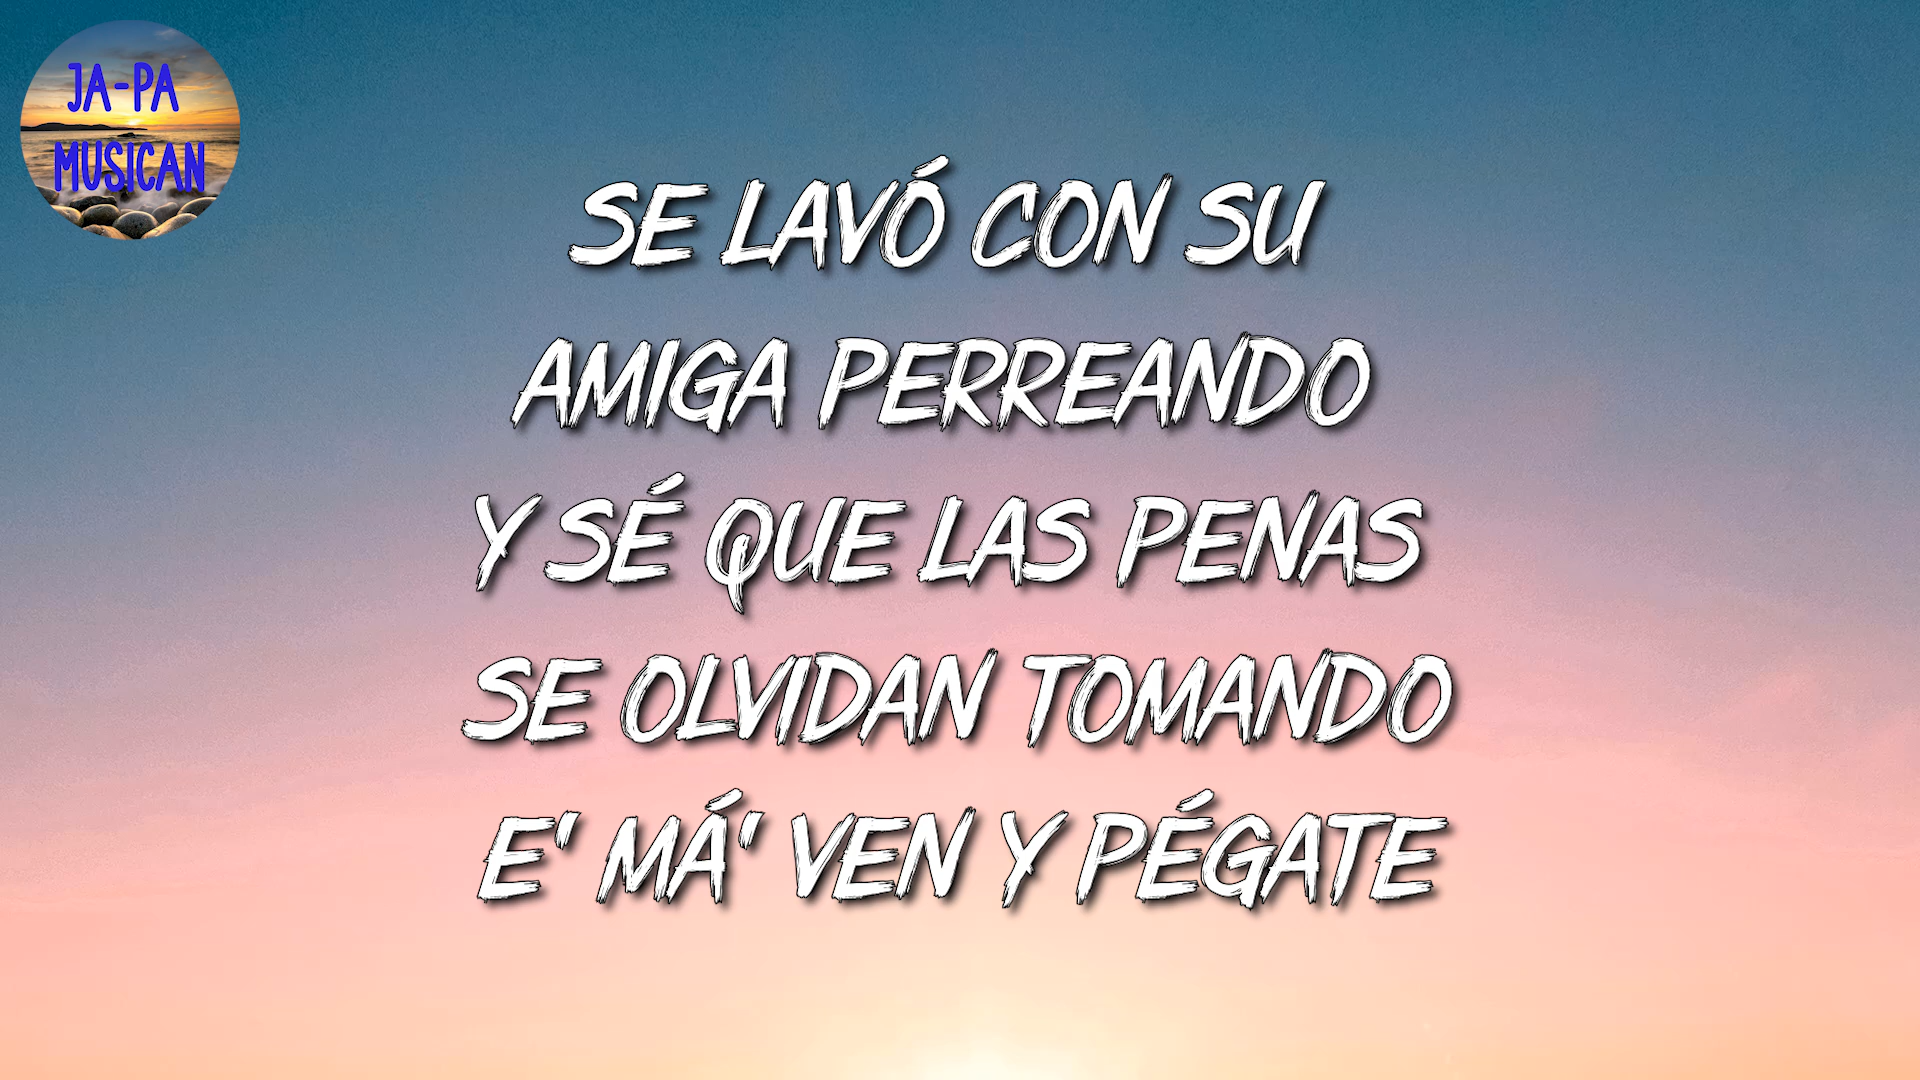 JA-PA
MUSICAN
SE LAVÓ CON SU
AMIGA PERREANDO
Y SÉ QUE LAS PENAS
SE OLVIDAN TOMANDO
E' MÁ' VEN Y PÉGATE